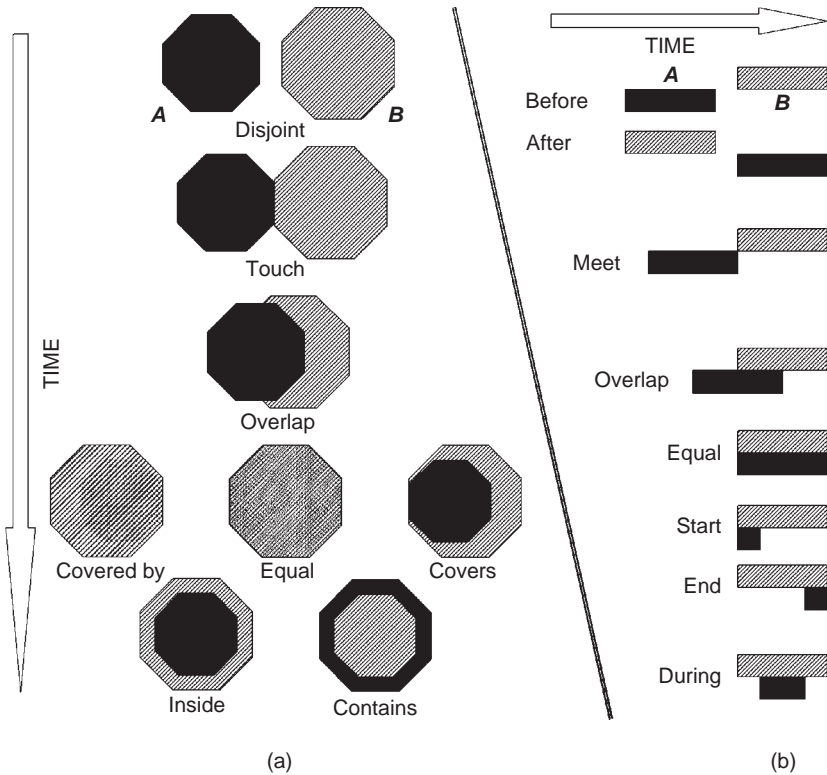 A
B
Disjoint
Touch
TIME
Overlap
Covered by
Equal
Covers
Inside
Contains
(a)
TIME
A
Before
B
After
Meet
Overlap
Equal
Start
End
During
(b)